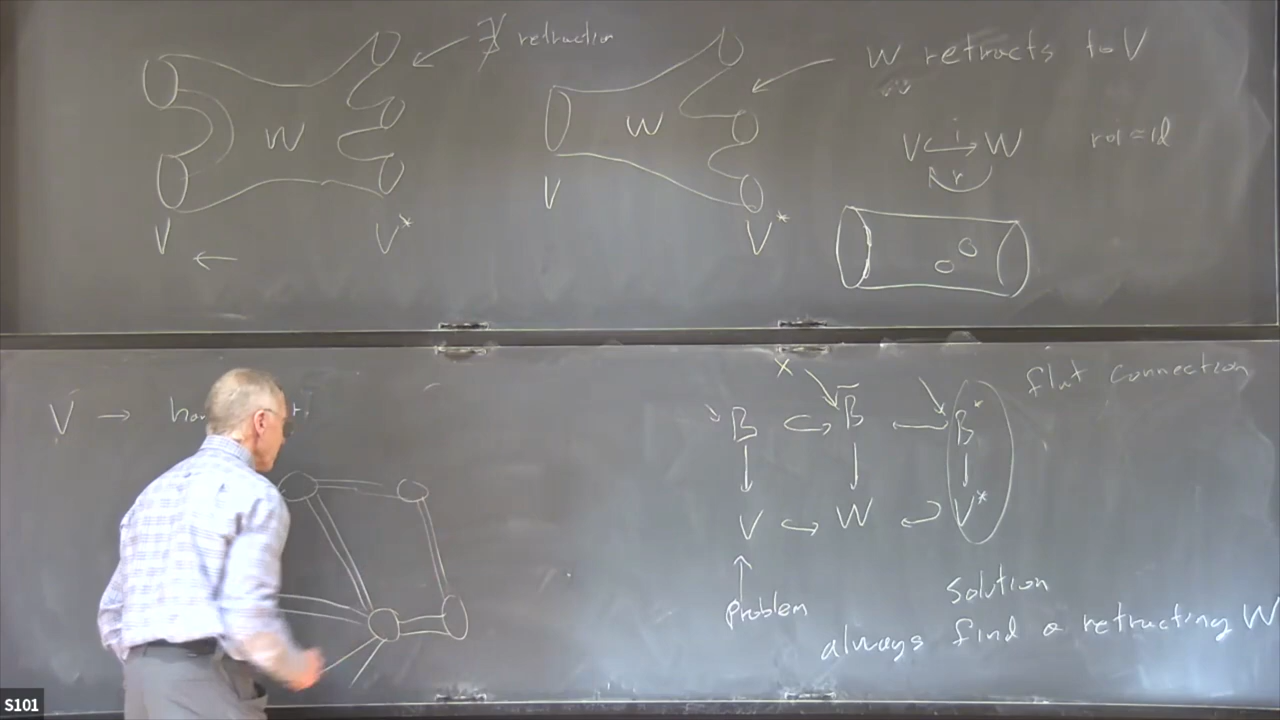 ∄ retraction
W retracts to V
W
W
V ↪ W
i
r
r∘i = id
V
V
V*
V*
←
V →
flat connection
x
B ↪ B̄ ↩ B*
V ↪ W ↩ V*
problem
solution
always find a retracting W
S101